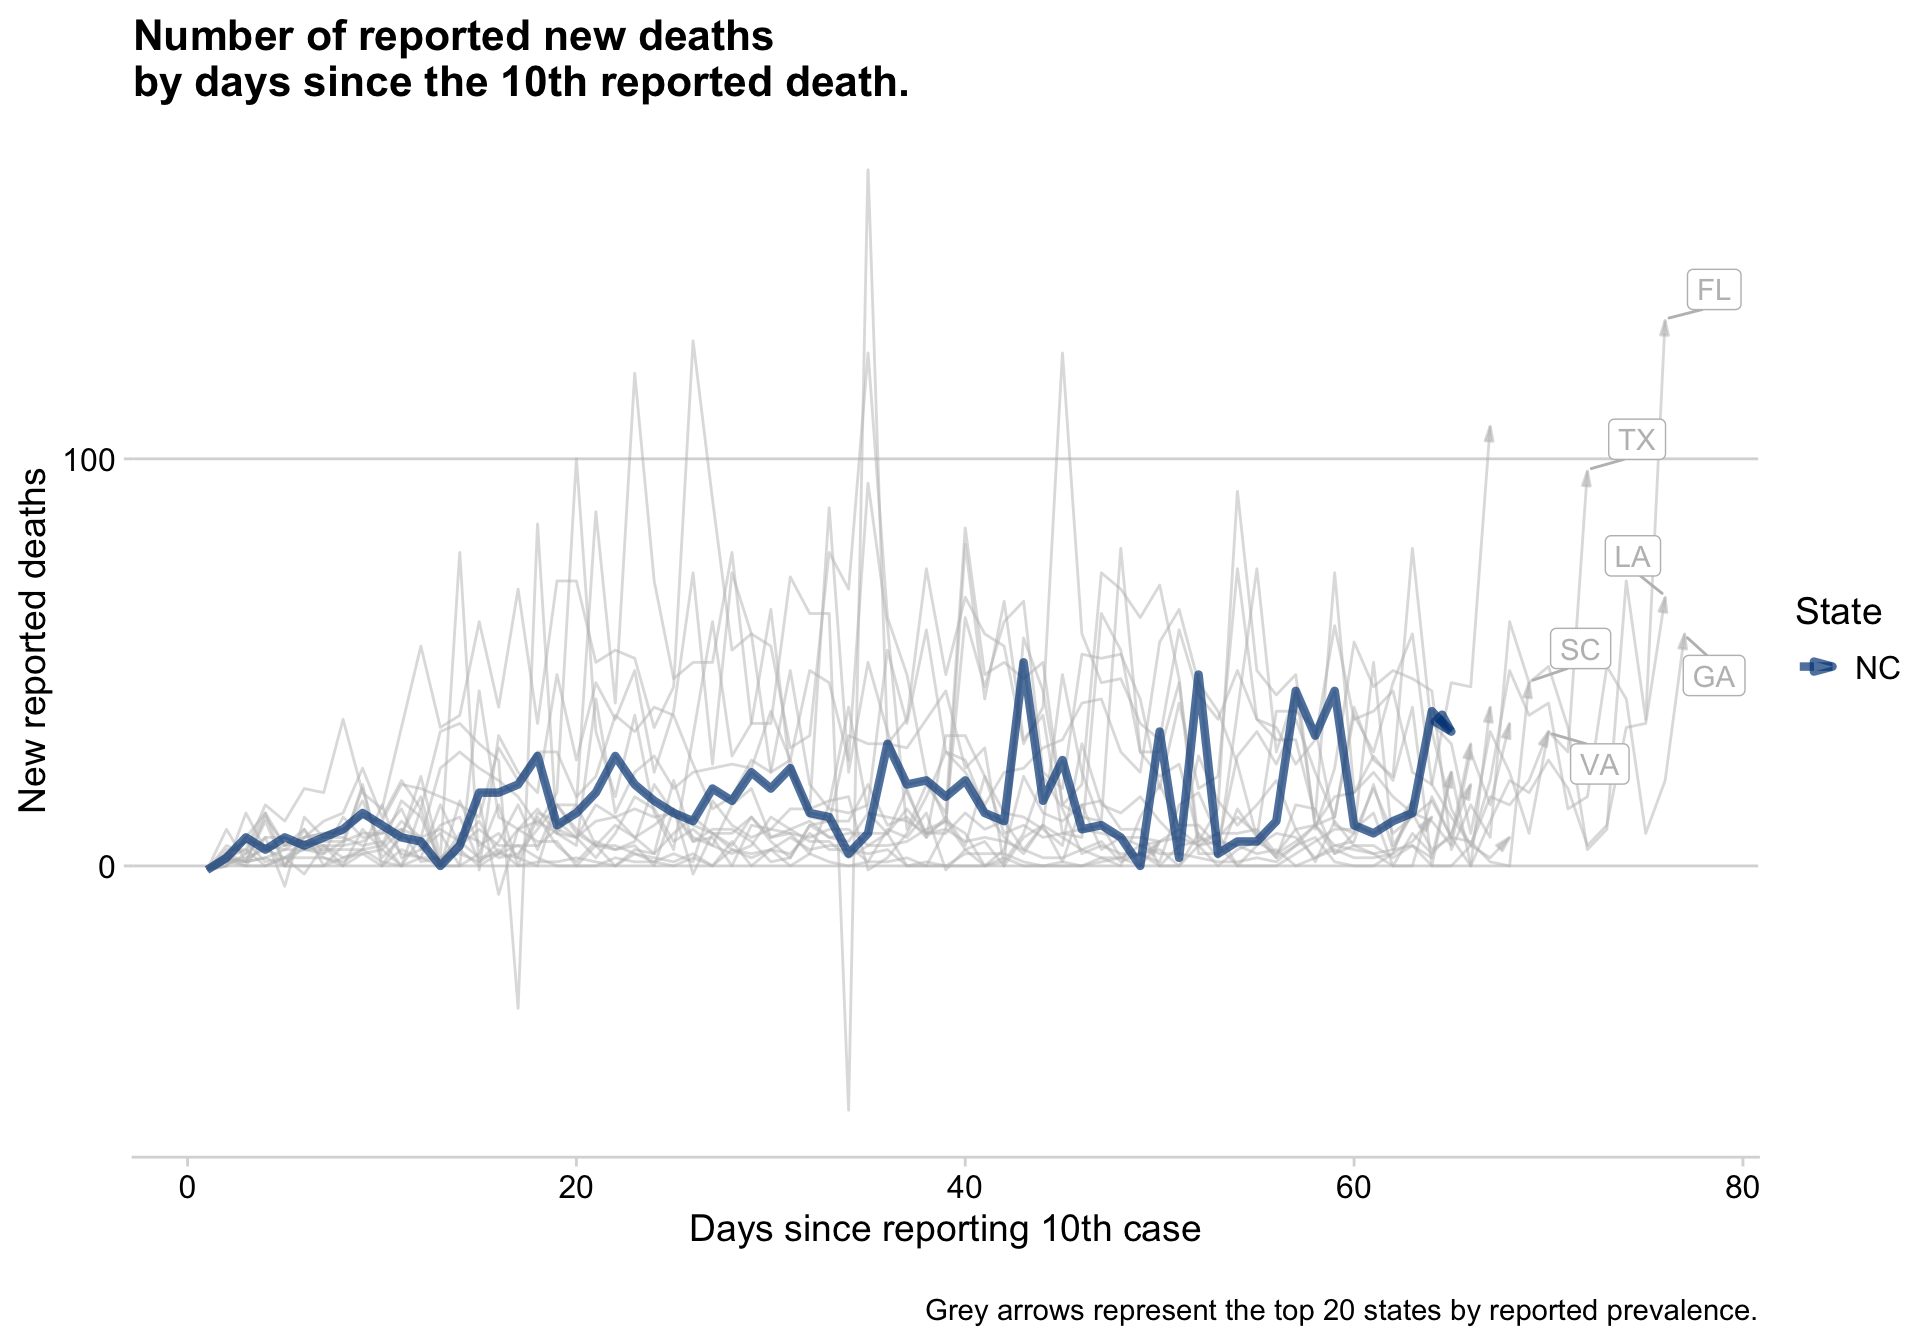 Number of reported new deaths
by days since the 10th reported death.
New reported deaths
100
0
FL
TX
LA
SC
GA
VA
State
NC
0
20
40
60
80
Days since reporting 10th case
Grey arrows represent the top 20 states by reported prevalence.